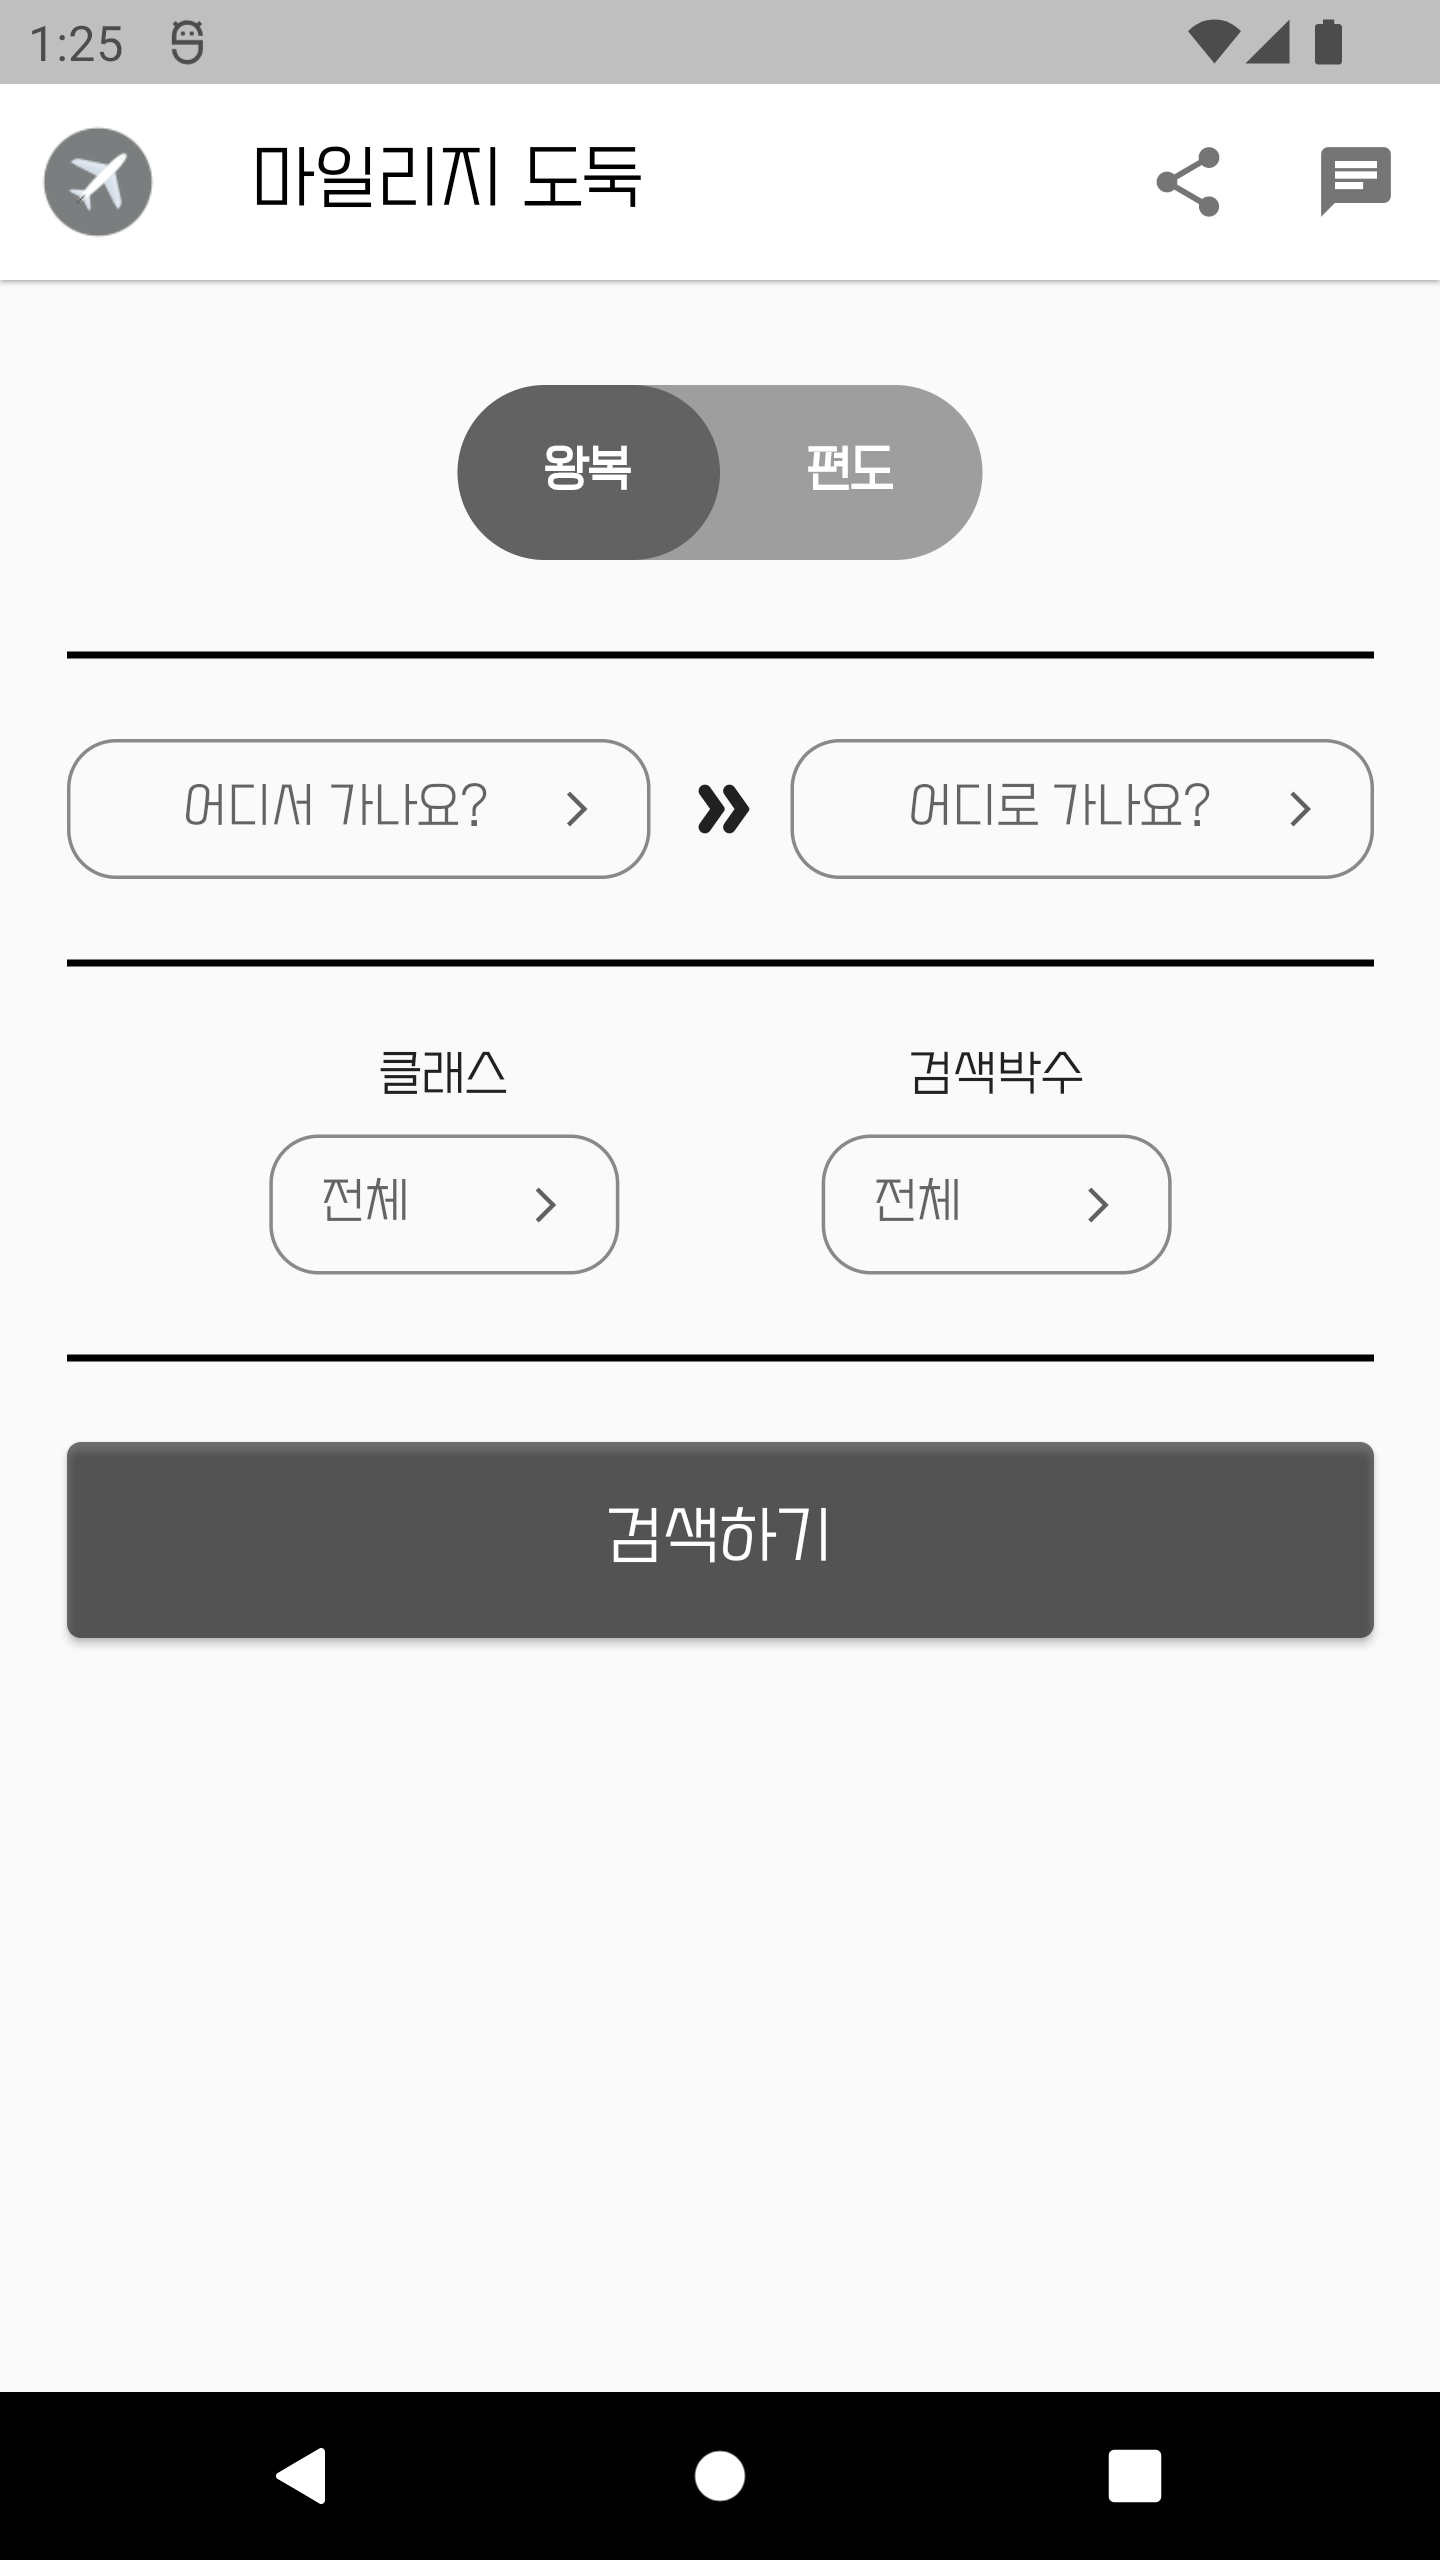 1:25
마일리지 도둑
왕복 편도
어디서 가나요? 어디로 가나요?
클래스 검색박수
전체 전체
검색하기